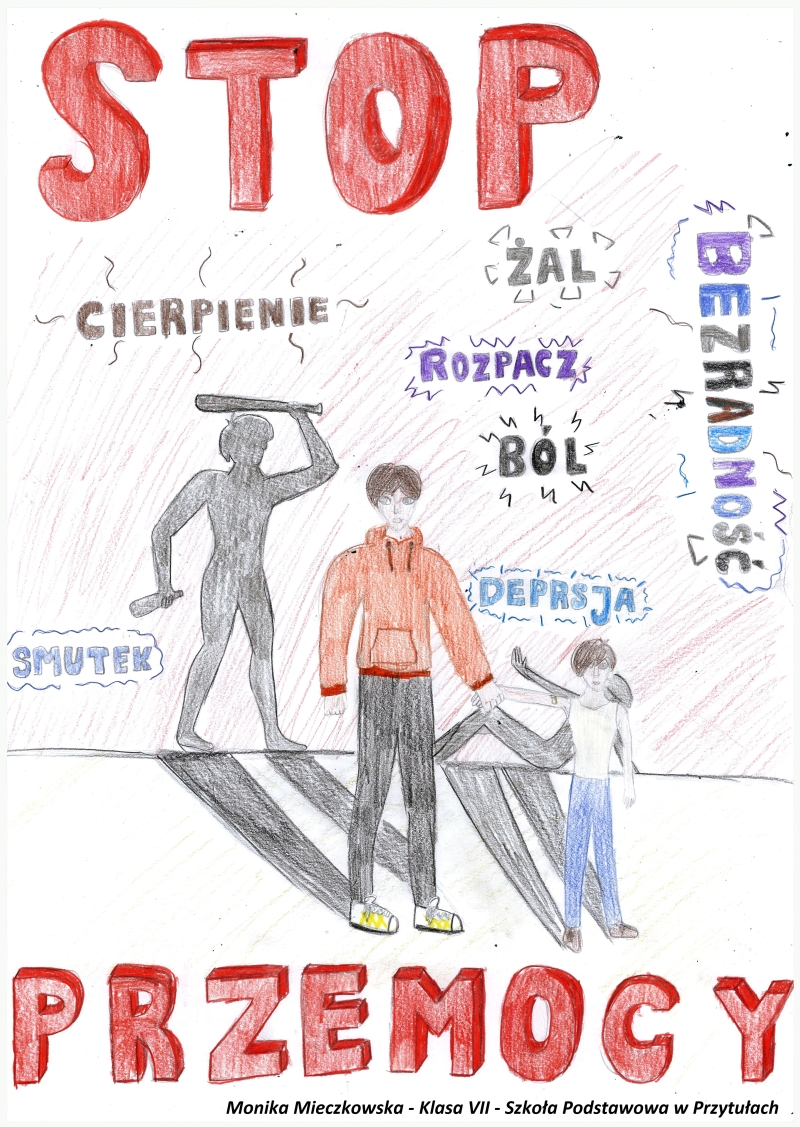 STOP
ŻAL
CIERPIENIE
BEZRADNOŚĆ
ROZPACZ
BÓL
DEPRSJA
SMUTEK
PRZEMOCY
Monika Mieczkowska - Klasa VII - Szkoła Podstawowa w Przytułach